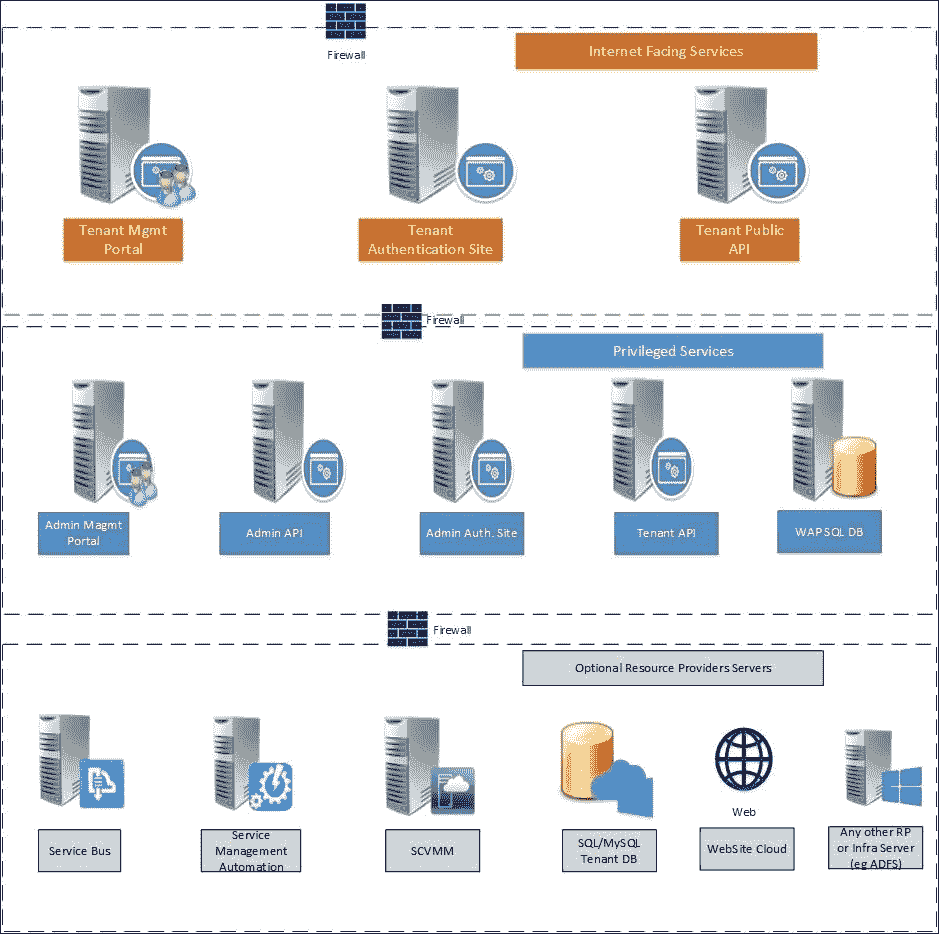 Firewall
Internet Facing Services
Tenant Mgmt
Portal
Tenant
Authentication Site
Tenant Public
API
Firewall
Privileged Services
Admin Magmt
Portal
Admin API
Admin Auth. Site
Tenant API
WAPSQL DB
Firewall
Optional Resource Providers Servers
Service Bus
Service
Management
Automation
SCVMM
SQL/MySQL
Tenant DB
Web
WebSite Cloud
Any other RP
or Infra Server
(eg ADFS)